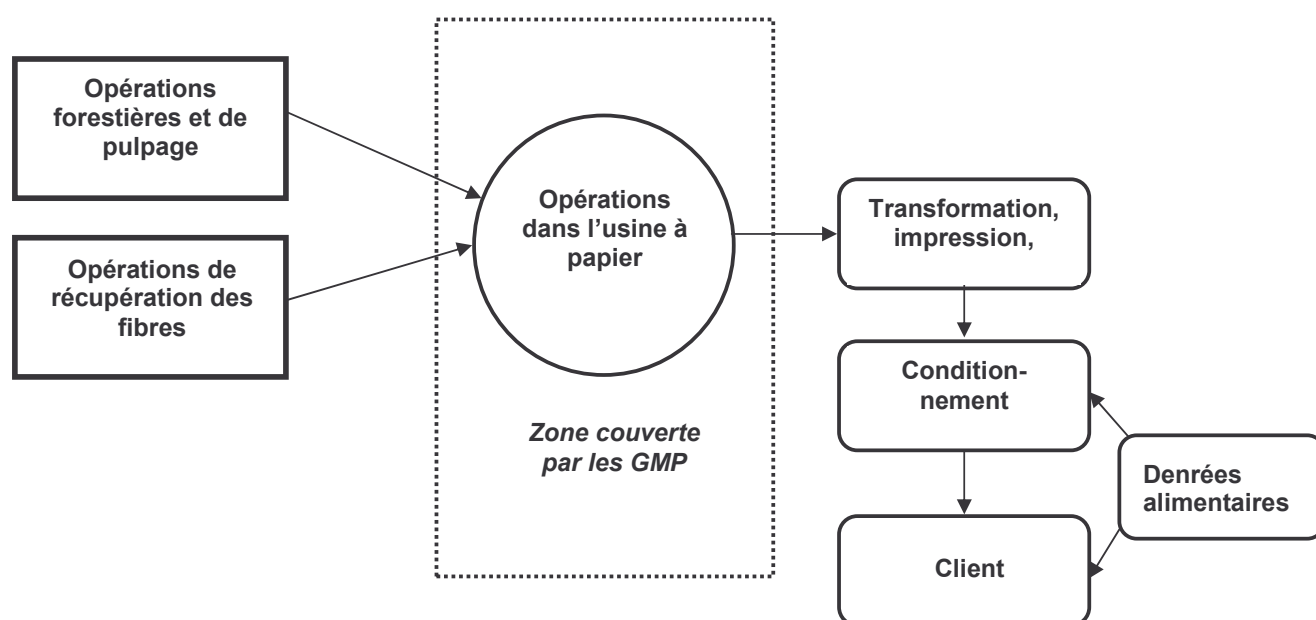 Opérations
forestières et de
pulpage
Opérations de
récupération des
fibres
Opérations
dans l’usine à
papier
Zone couverte
par les GMP
Transformation,
impression,
Condition-
nement
Denrées
alimentaires
Client